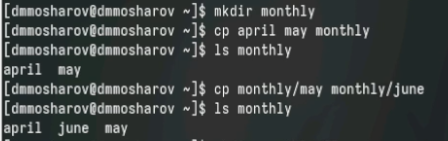 [dmmosharov@dmmosharov ~]$ mkdir monthly
[dmmosharov@dmmosharov ~]$ cp april may monthly
[dmmosharov@dmmosharov ~]$ ls monthly
april  may
[dmmosharov@dmmosharov ~]$ cp monthly/may monthly/june
[dmmosharov@dmmosharov ~]$ ls monthly
april  june  may